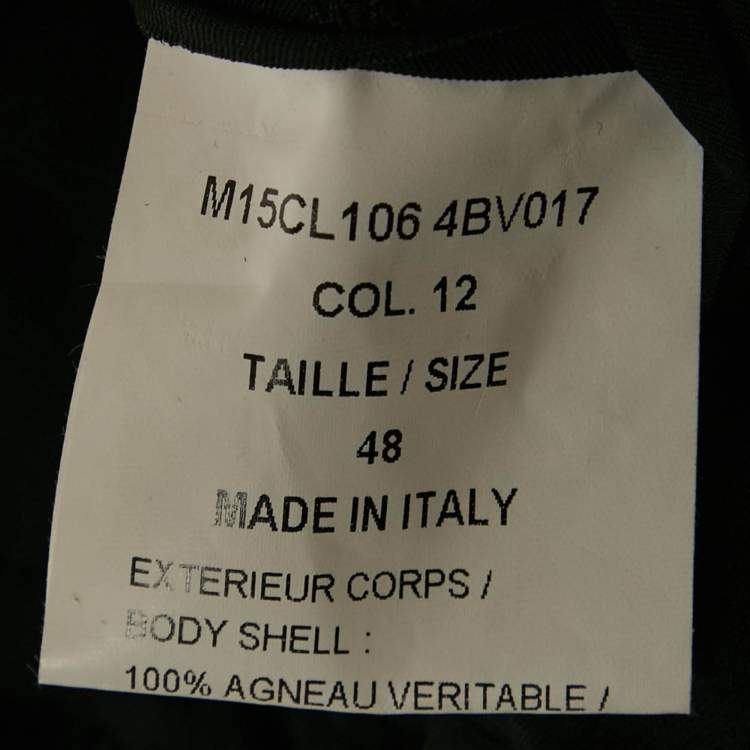 M15CL106 4BV017
COL. 12
TAILLE / SIZE
48
MADE IN ITALY
EXTERIEUR CORPS /
BODY SHELL :
100% AGNEAU VERITABLE /